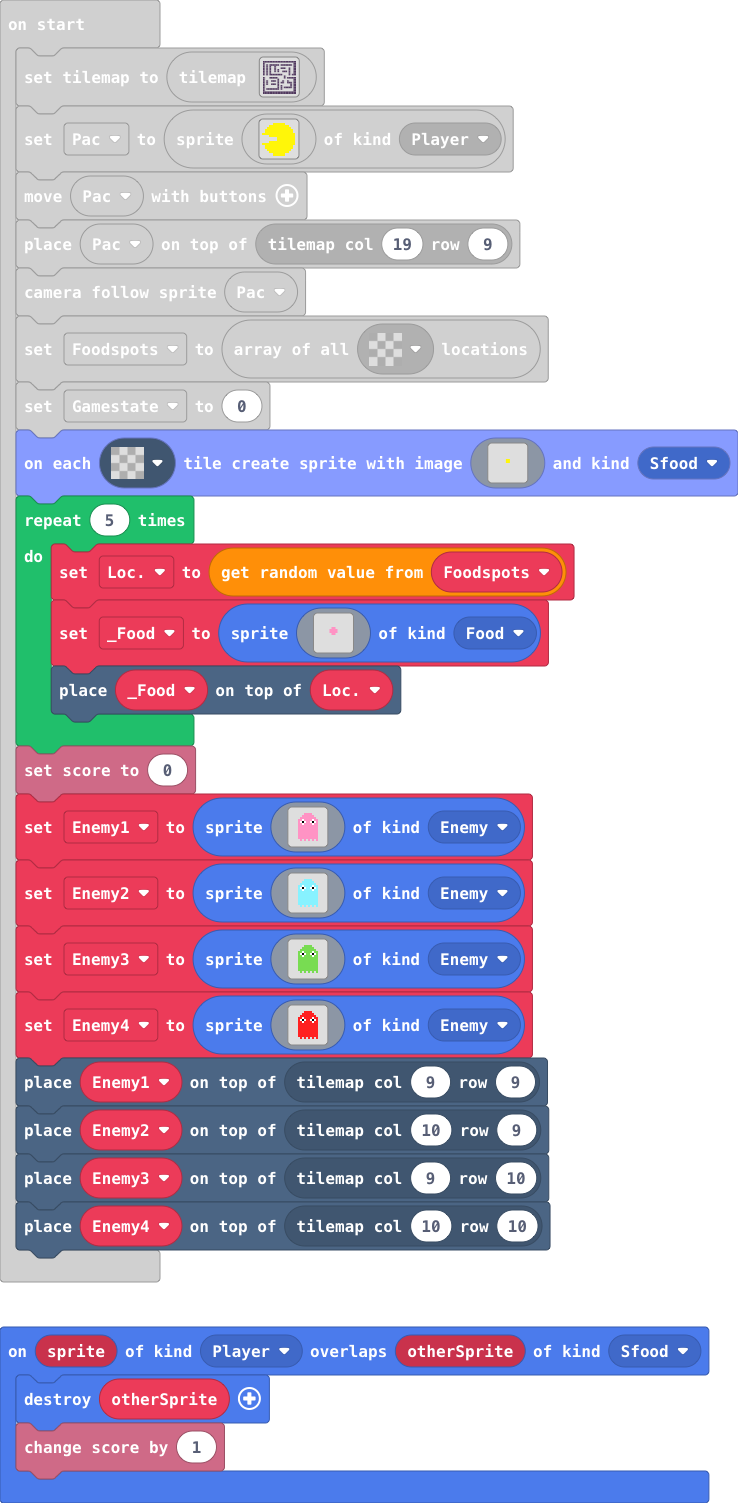 on start
set tilemap to tilemap
set Pac to sprite of kind Player
move Pac with buttons
place Pac on top of tilemap col 19 row 9
camera follow sprite Pac
set Foodspots to array of all locations
set Gamestate to 0
on each tile create sprite with image and kind Sfood
repeat 5 times
do
set Loc. to get random value from Foodspots
set _Food to sprite of kind Food
place _Food on top of Loc.
set score to 0
set Enemy1 to sprite of kind Enemy
set Enemy2 to sprite of kind Enemy
set Enemy3 to sprite of kind Enemy
set Enemy4 to sprite of kind Enemy
place Enemy1 on top of tilemap col 9 row 9
place Enemy2 on top of tilemap col 10 row 9
place Enemy3 on top of tilemap col 9 row 10
place Enemy4 on top of tilemap col 10 row 10
on sprite of kind Player overlaps otherSprite of kind Sfood
destroy otherSprite
change score by 1